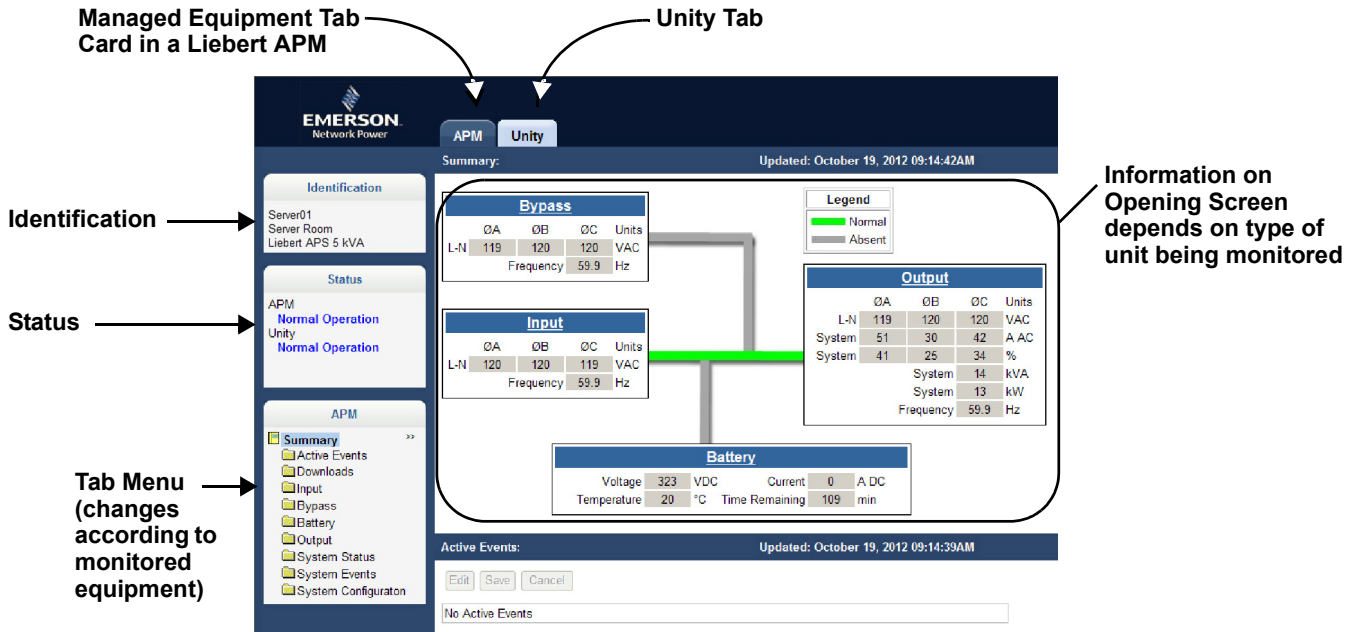 Managed Equipment Tab
Card in a Liebert APM
Unity Tab
EMERSON.
Network Power
APM Unity
Summary: Updated: October 19, 2012 09:14:42AM
Identification
Identification
Server01
Server Room
Liebert APS 5 kVA
Status
Status
APM
Normal Operation
Unity
Normal Operation
Tab Menu
(changes
according to
monitored
equipment)
APM
Summary »
Active Events
Downloads
Input
Bypass
Battery
Output
System Status
System Events
System Configuraton
Bypass
ØA ØB ØC Units
L-N 119 120 120 VAC
Frequency 59.9 Hz
Legend
Normal
Absent
Input
ØA ØB ØC Units
L-N 120 120 119 VAC
Frequency 59.9 Hz
Output
ØA ØB ØC Units
L-N 119 120 120 VAC
System 51 30 42 A AC
System 41 25 34 %
System 14 kVA
System 13 kW
Frequency 59.9 Hz
Battery
Voltage 323 VDC Current 0 A DC
Temperature 20 °C Time Remaining 109 min
Information on
Opening Screen
depends on type of
unit being monitored
Active Events: Updated: October 19, 2012 09:14:39AM
Edit Save Cancel
No Active Events